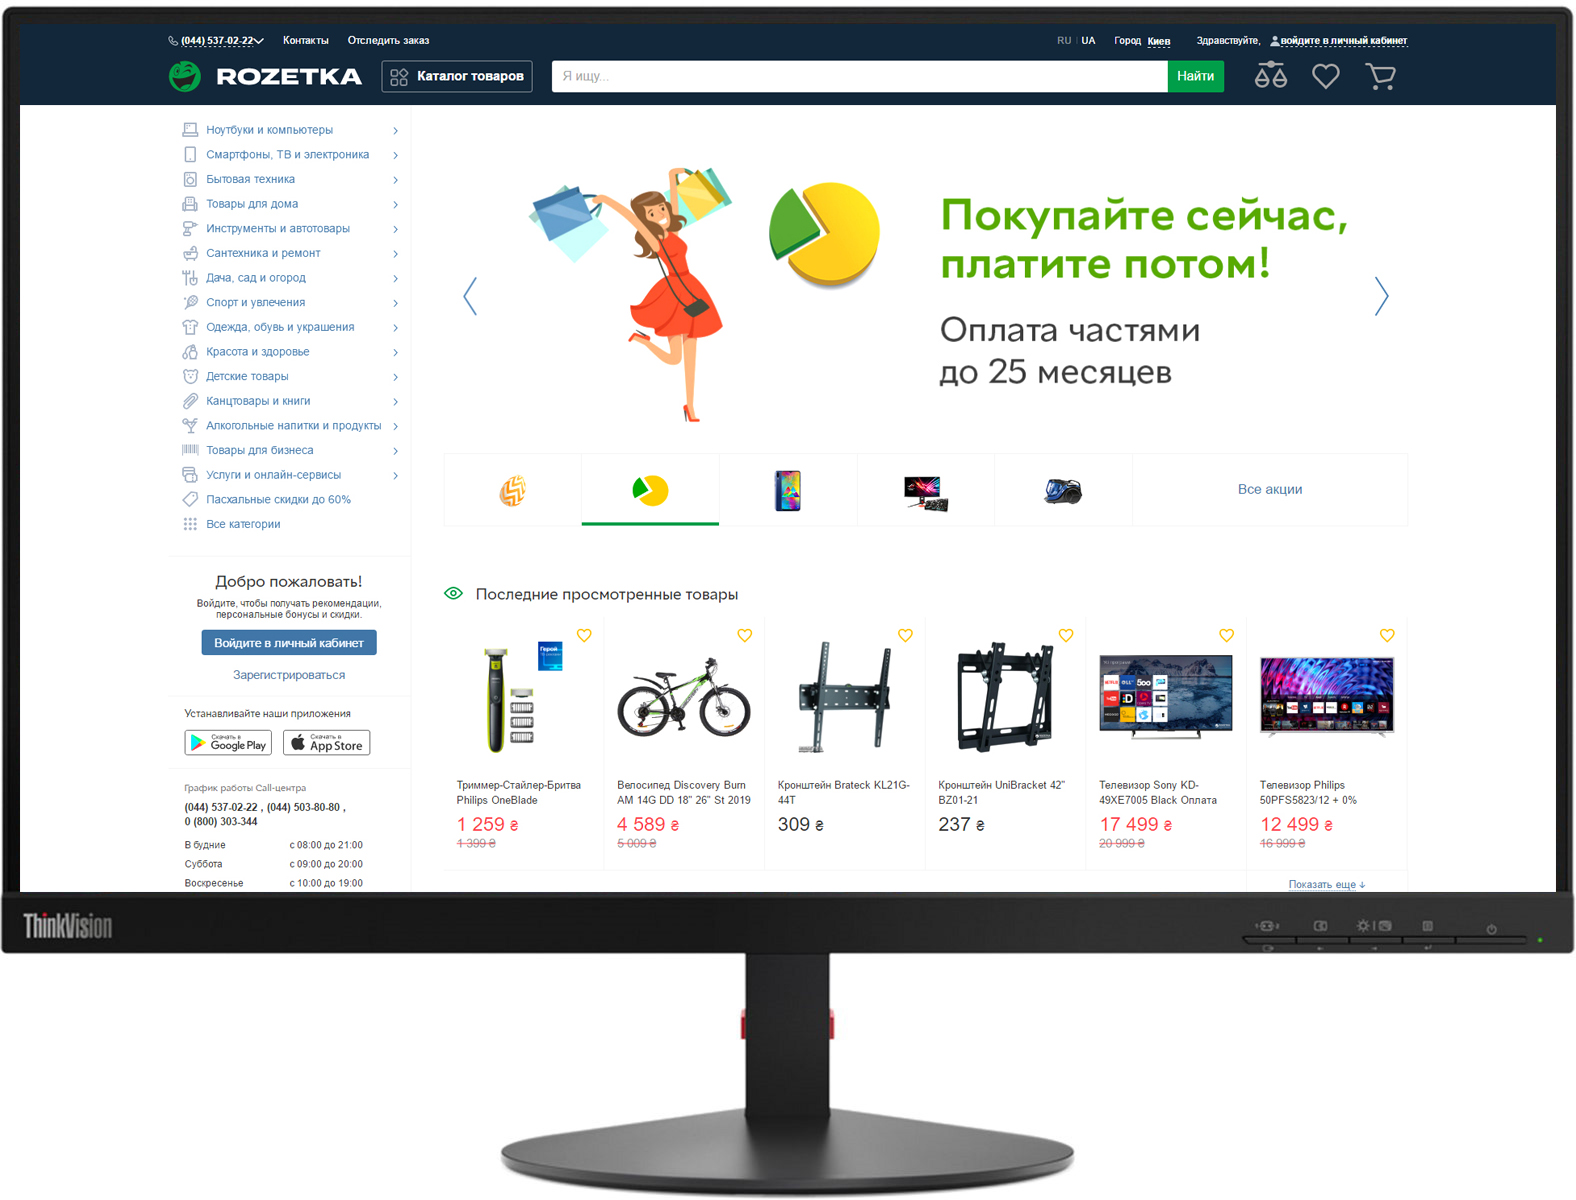 (044) 537-02-22
Контакты
Отследить заказ
RU | UA
Город Киев
Здравствуйте, войдите в личный кабинет
ROZETKA
Каталог товаров
Я ищу...
Найти
Ноутбуки и компьютеры
Смартфоны, ТВ и электроника
Бытовая техника
Товары для дома
Инструменты и автотовары
Сантехника и ремонт
Дача, сад и огород
Спорт и увлечения
Одежда, обувь и украшения
Красота и здоровье
Детские товары
Канцтовары и книги
Алкогольные напитки и продукты
Товары для бизнеса
Услуги и онлайн-сервисы
Пасхальные скидки до 60%
Все категории
Покупайте сейчас,
платите потом!
Оплата частями
до 25 месяцев
Все акции
Добро пожаловать!
Войдите, чтобы получать рекомендации,
персональные бонусы и скидки.
Войдите в личный кабинет
Зарегистрироваться
Устанавливайте наши приложения
Скачать в
Google Play
Скачать в
App Store
График работы Call-центра
(044) 537-02-22 , (044) 503-80-80 ,
0 (800) 303-344
В будние с 08:00 до 21:00
Суббота с 09:00 до 20:00
Воскресенье с 10:00 до 19:00
Последние просмотренные товары
Герой
Триммер-Стайлер-Бритва
Philips OneBlade
1 259 ₴
1 399 ₴
Велосипед Discovery Burn
AM 14G DD 18" 26" St 2019
4 589 ₴
5 009 ₴
Кронштейн Brateck KL21G-
44T
309 ₴
Кронштейн UniBracket 42"
BZ01-21
237 ₴
Телевизор Sony KD-
49XE7005 Black Оплата
17 499 ₴
20 999 ₴
Телевизор Philips
50PFS5823/12 + 0%
12 499 ₴
16 999 ₴
Показать еще ↓
ThinkVision